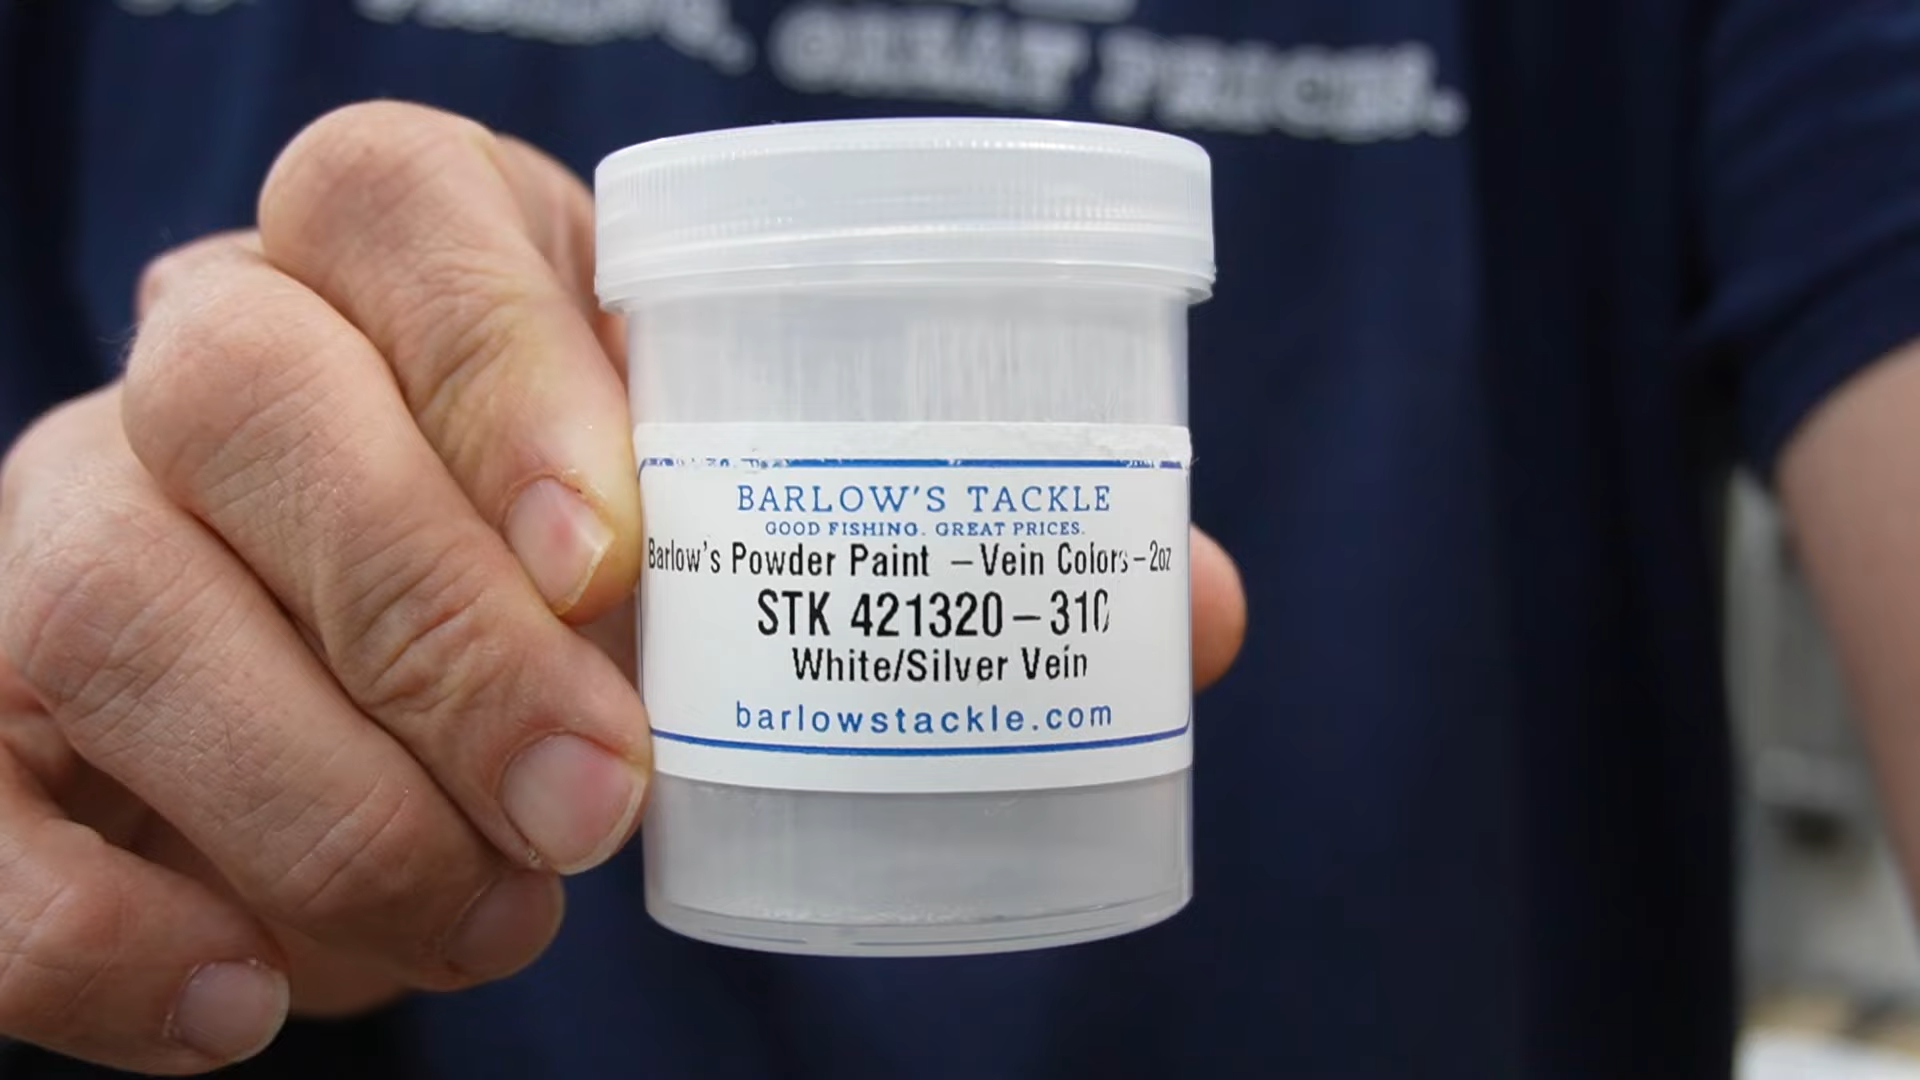 GREAT PRICES.
BARLOW'S TACKLE
GOOD FISHING. GREAT PRICES.
Barlow's Powder Paint – Vein Colors – 2oz
STK 421320 – 310
White/Silver Vein
barlowstackle.com